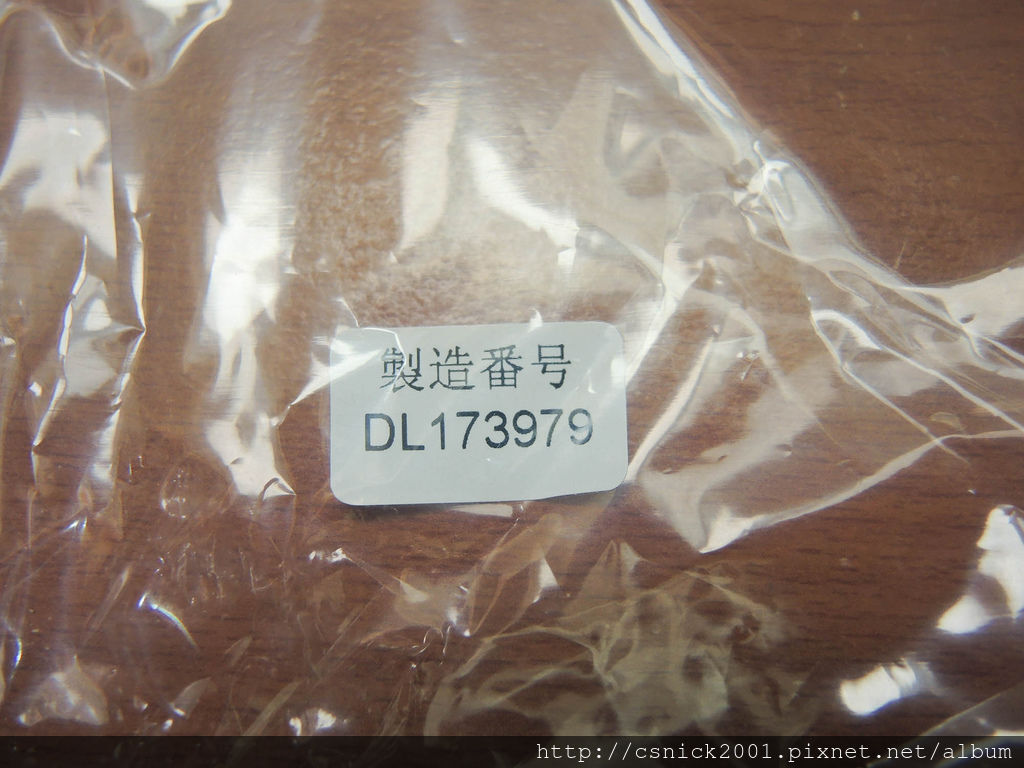 製造番号
DL173979
http://csnick2001.pixnet.net/album